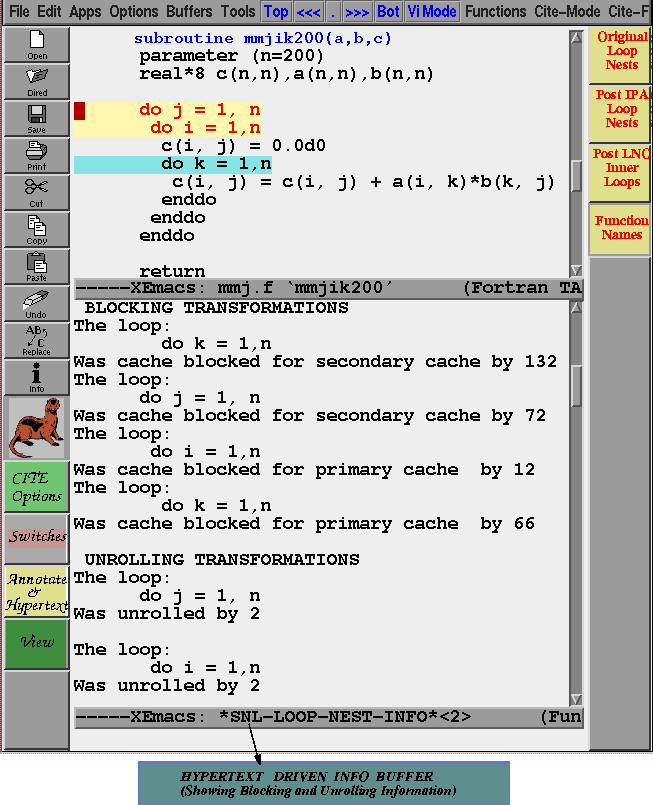 File Edit Apps Options Buffers Tools Top <<< . >>> Bot Vi Mode Functions Cite-Mode Cite-F
Open
Dired
Save
Print
Cut
Copy
Paste
Undo
AB
C
Replace
Info
CITE
Options
Switches
Annotate
&
Hypertext
View
subroutine mmjik200(a,b,c)
parameter (n=200)
real*8 c(n,n),a(n,n),b(n,n)
do j = 1, n
do i = 1,n
c(i, j) = 0.0d0
do k = 1,n
c(i, j) = c(i, j) + a(i, k)*b(k, j)
enddo
enddo
enddo
return
-----XEmacs: mmj.f `mmjik200' (Fortran TA
BLOCKING TRANSFORMATIONS
The loop:
do k = 1,n
Was cache blocked for secondary cache by 132
The loop:
do j = 1, n
Was cache blocked for secondary cache by 72
The loop:
do i = 1,n
Was cache blocked for primary cache  by 12
The loop:
do k = 1,n
Was cache blocked for primary cache  by 66
UNROLLING TRANSFORMATIONS
The loop:
do j = 1, n
Was unrolled by 2
The loop:
do i = 1,n
Was unrolled by 2
-----XEmacs: *SNL-LOOP-NEST-INFO*<2> (Fun
Original
Loop
Nests
Post IPA
Loop
Nests
Post LNO
Inner
Loops
Function
Names
HYPERTEXT DRIVEN INFO BUFFER
(Showing Blocking and Unrolling Information)